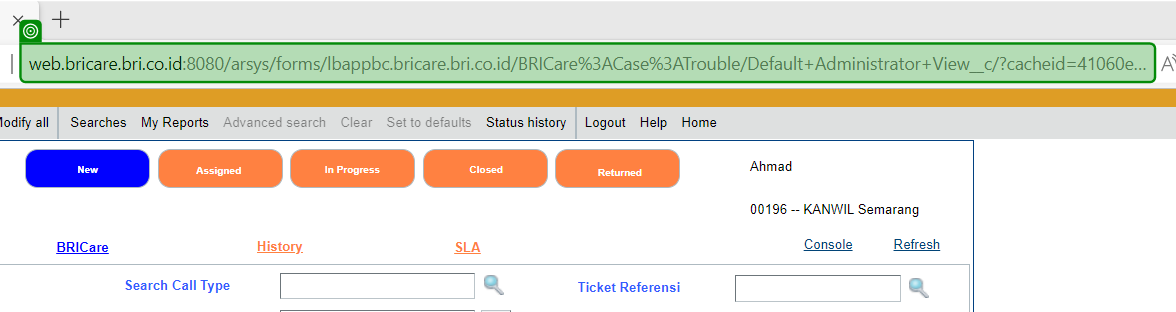 web.bricare.bri.co.id:8080/arsys/forms/lbappbc.bricare.bri.co.id/BRICare%3ACase%3ATrouble/Default+Administrator+View__c/?cacheid=41060e...
Modify all Searches My Reports Advanced search Clear Set to defaults Status history Logout Help Home
New Assigned In Progress Closed Returned Ahmad
00196 -- KANWIL Semarang
BRICare History SLA Console Refresh
Search Call Type Ticket Referensi